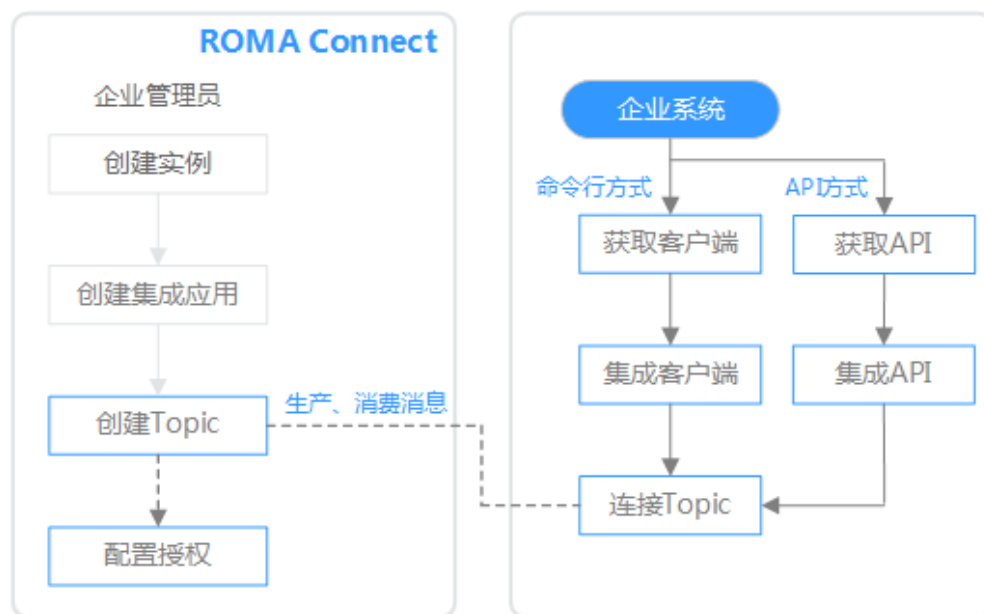 ROMA Connect
企业管理员
创建实例
创建集成应用
创建Topic
配置授权
生产、消费消息
企业系统
命令行方式
API方式
获取客户端
获取API
集成客户端
集成API
连接Topic